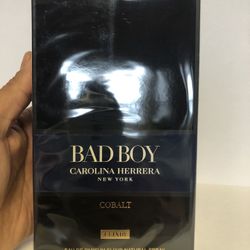 BAD BOY
CAROLINA HERRERA
NEW YORK
COBALT
ELIXIR